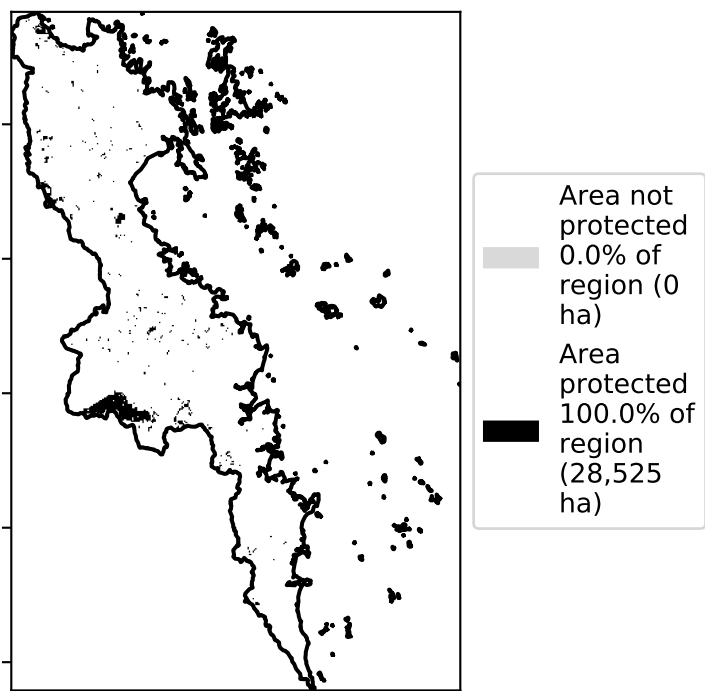 Area not
protected
0.0% of
region (0
ha)
Area
protected
100.0% of
region
(28,525
ha)